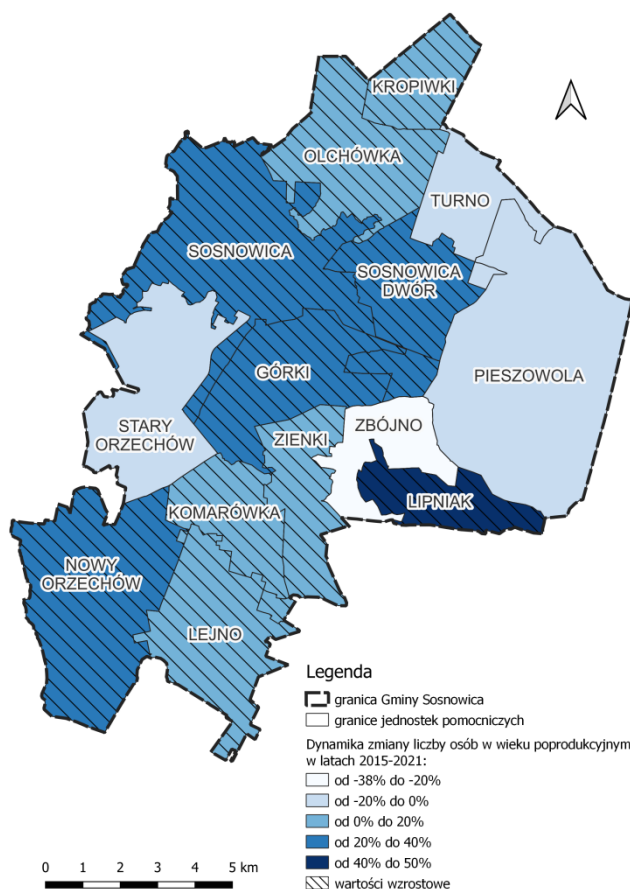 KROPIWKI
OLCHÓWKA
TURNO
SOSNOWICA
SOSNOWICA
DWÓR
GÓRKI
PIESZOWOLA
STARY
ORZECHÓW
ZIENKI
ZBÓJNO
LIPNIAK
KOMARÓWKA
NOWY
ORZECHÓW
LEJNO
Legenda
granica Gminy Sosnowica
granice jednostek pomocniczych
Dynamika zmiany liczby osób w wieku poprodukcyjnym
w latach 2015-2021:
od -38% do -20%
od -20% do 0%
od 0% do 20%
od 20% do 40%
od 40% do 50%
wartości wzrostowe
0 1 2 3 4 5 km